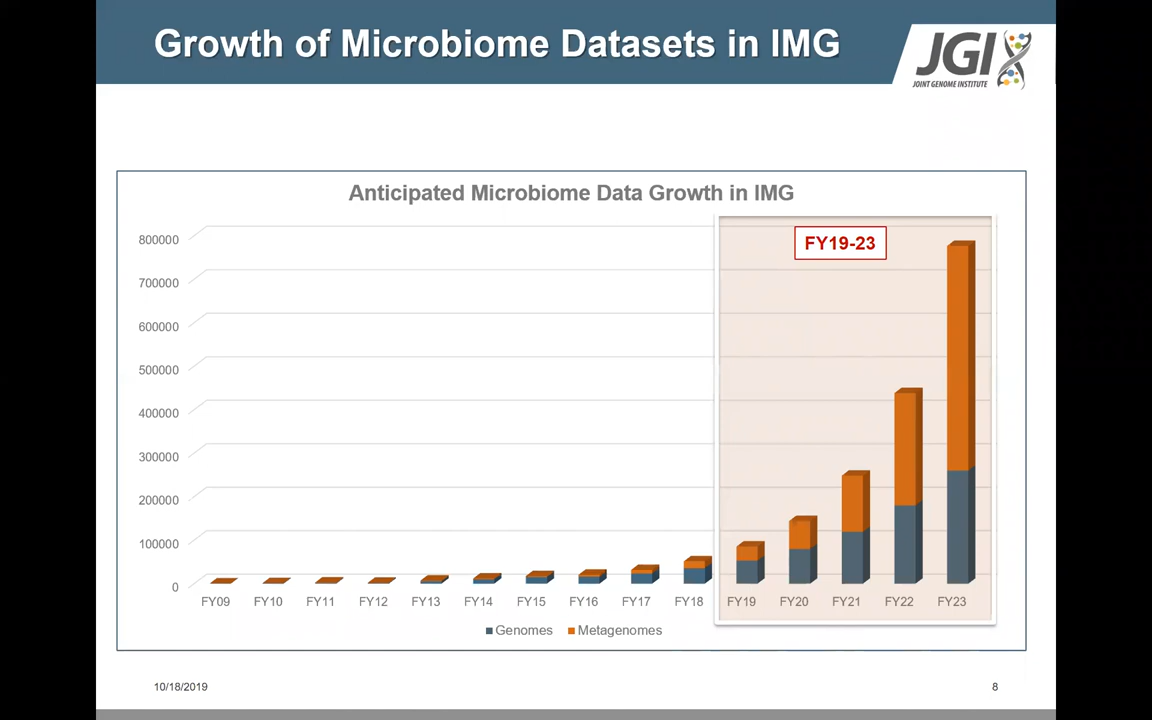 Growth of Microbiome Datasets in IMG
JGI
JOINT GENOME INSTITUTE
Anticipated Microbiome Data Growth in IMG
FY19-23
800000
700000
600000
500000
400000
300000
200000
100000
0
FY09 FY10 FY11 FY12 FY13 FY14 FY15 FY16 FY17 FY18 FY19 FY20 FY21 FY22 FY23
Genomes Metagenomes
10/18/2019 8